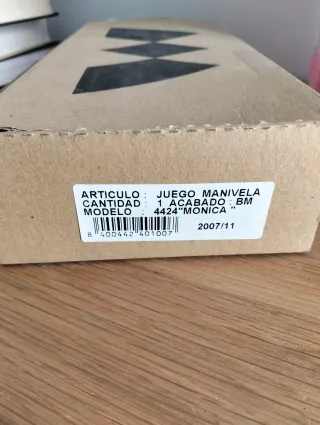 ARTICULO : JUEGO MANIVELA
CANTIDAD : 1 ACABADO : BM
MODELO : 4424"MONICA "
2007/11
8 400442 401007